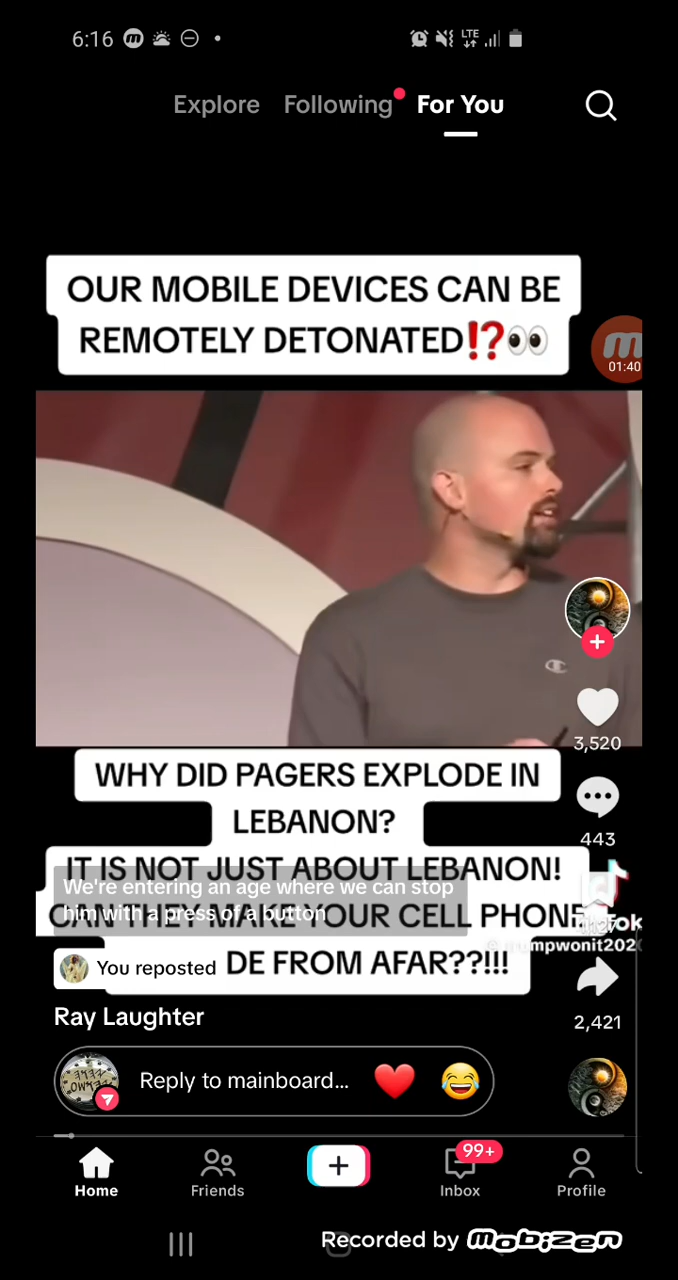 6:16
LTE
Explore Following For You
OUR MOBILE DEVICES CAN BE
REMOTELY DETONATED⁉️👀
01:40
3,520
WHY DID PAGERS EXPLODE IN
LEBANON?
443
IT IS NOT JUST ABOUT LEBANON!
We're entering an age where we can stop
him with a press of a button
CAN THEY MAKE YOUR CELL PHONE
You reposted
DE FROM AFAR??!!!
Ray Laughter
2,421
Reply to mainboard... ❤️ 😂
99+
Home Friends Inbox Profile
Recorded by mobizen